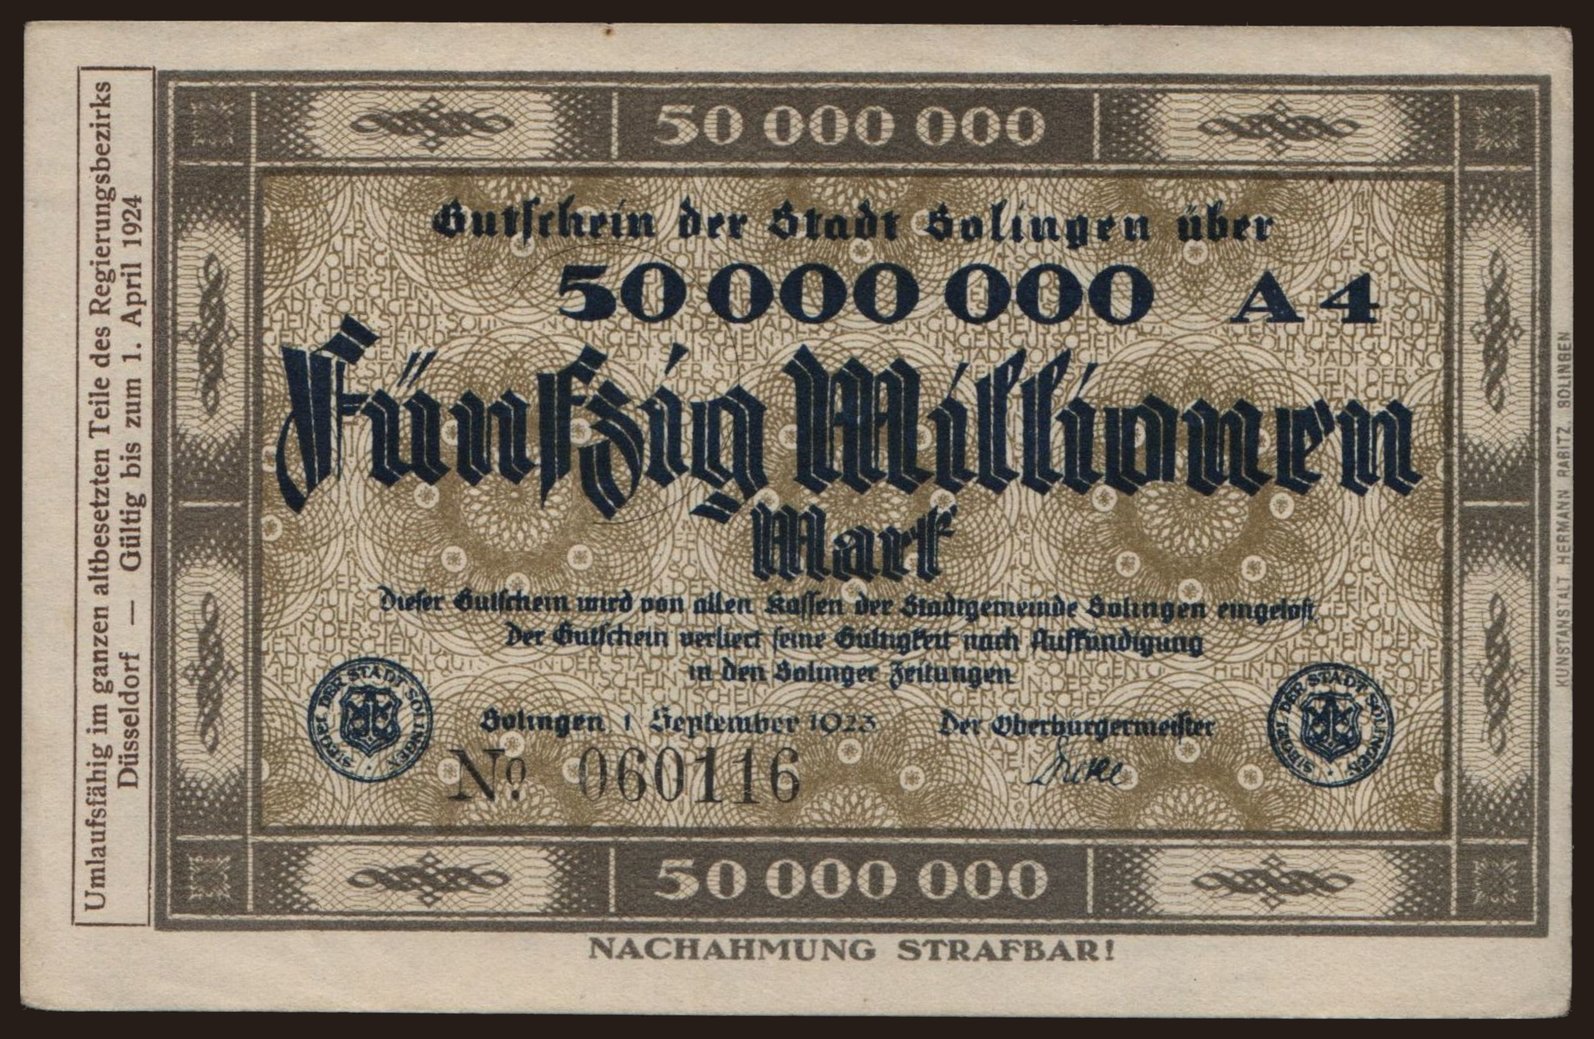 Umlaufsfähig im ganzen altbesetzten Teile des Regierungsbezirks
Düsseldorf — Gültig bis zum 1. April 1924
50 000 000
Gutschein der Stadt Solingen über
50 000 000 A 4
Fünfzig Millionen
Mark
Dieser Gutschein wird von allen Kassen der Stadtgemeinde Solingen eingelöst.
Der Gutschein verliert seine Gültigkeit nach Aufkündigung
in den Solinger Zeitungen
SIEGEL DER STADT SOLINGEN
Solingen 1 September 1923 Der Oberbürgermeister
SIEGEL DER STADT SOLINGEN
No 060116
50 000 000
NACHAHMUNG STRAFBAR!
KUNSTANSTALT HERMANN RABITZ SOLINGEN